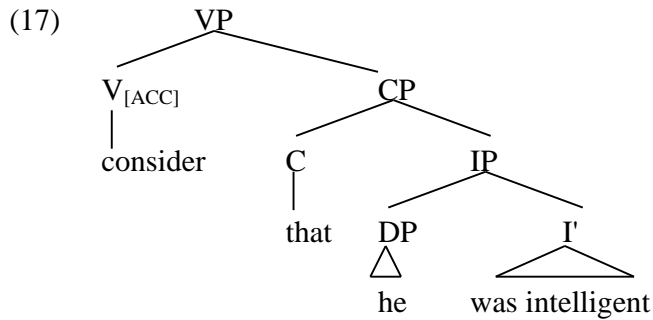 (17) VP
V[ACC] CP
consider C IP
that DP I'
he was intelligent